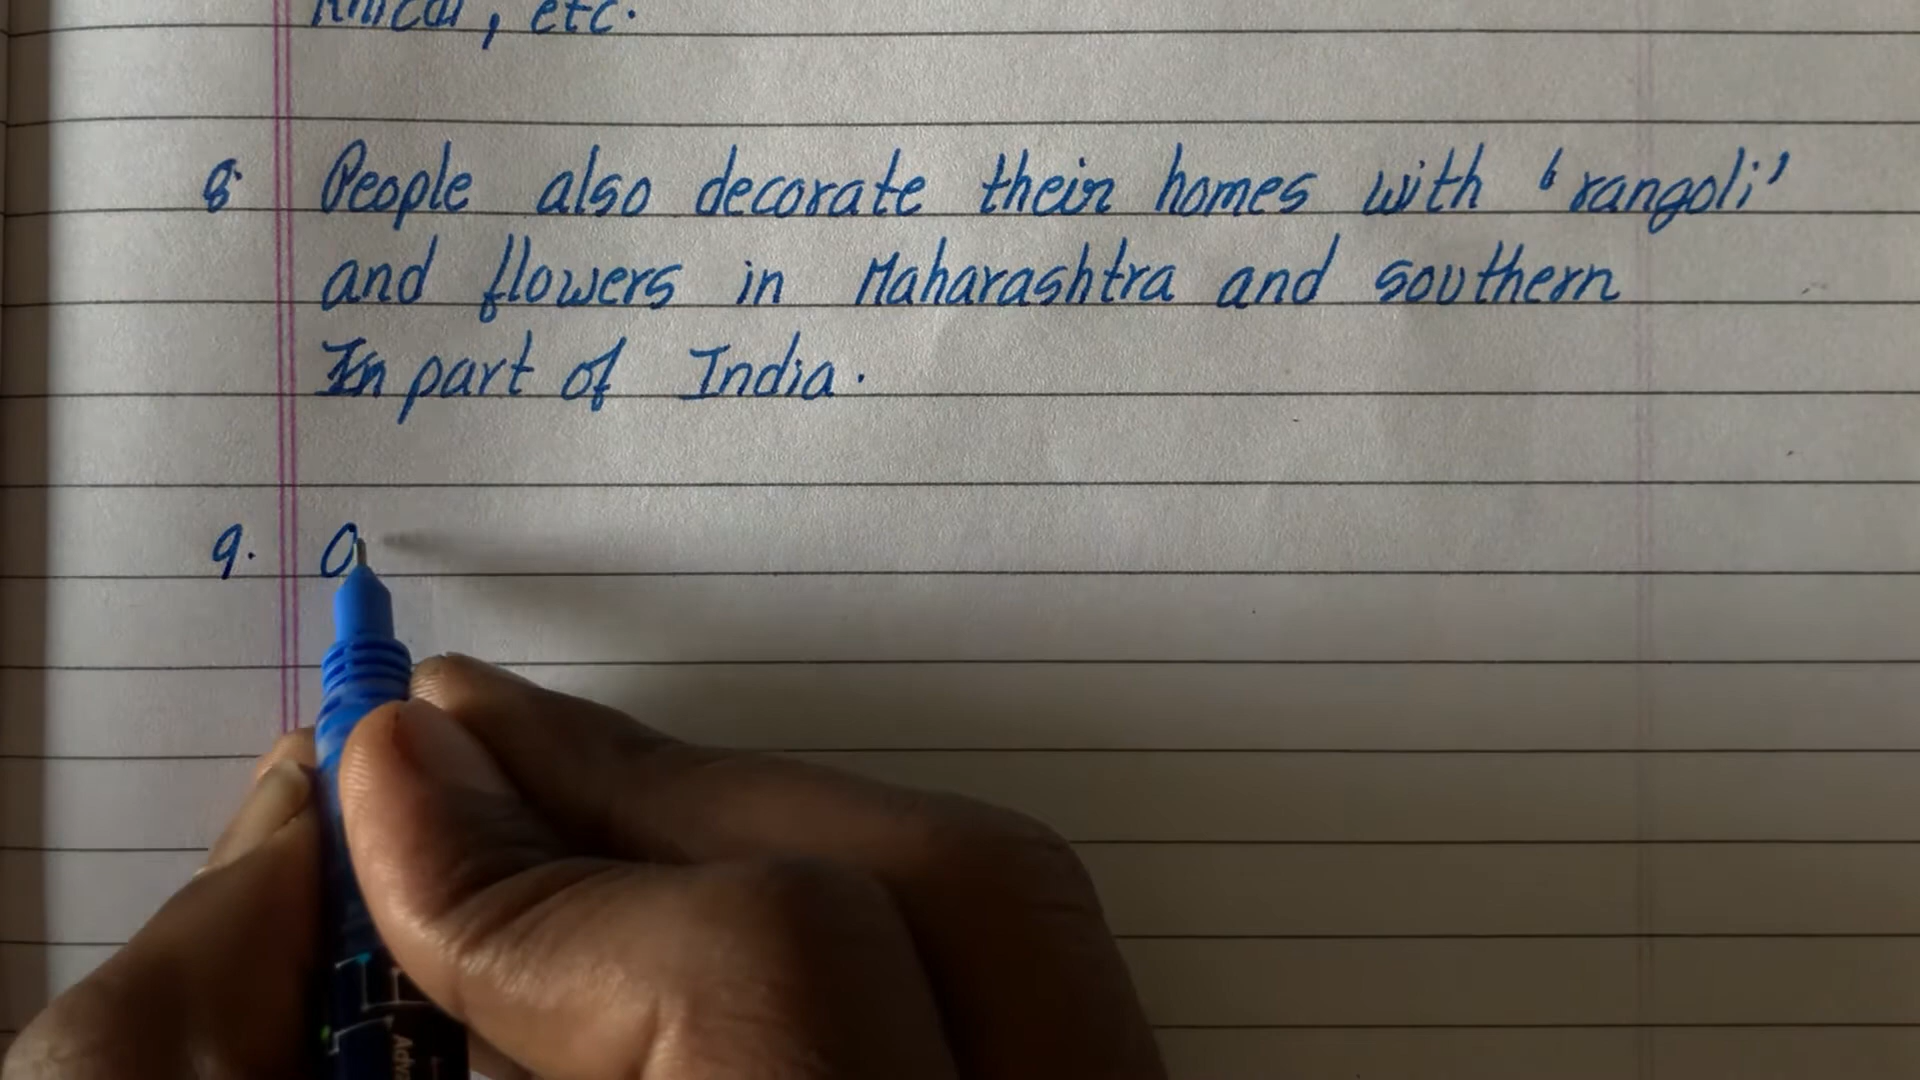 , etc.
8. People also decorate their homes with 'rangoli'
and flowers in Maharashtra and southern
In part of India.
9. O